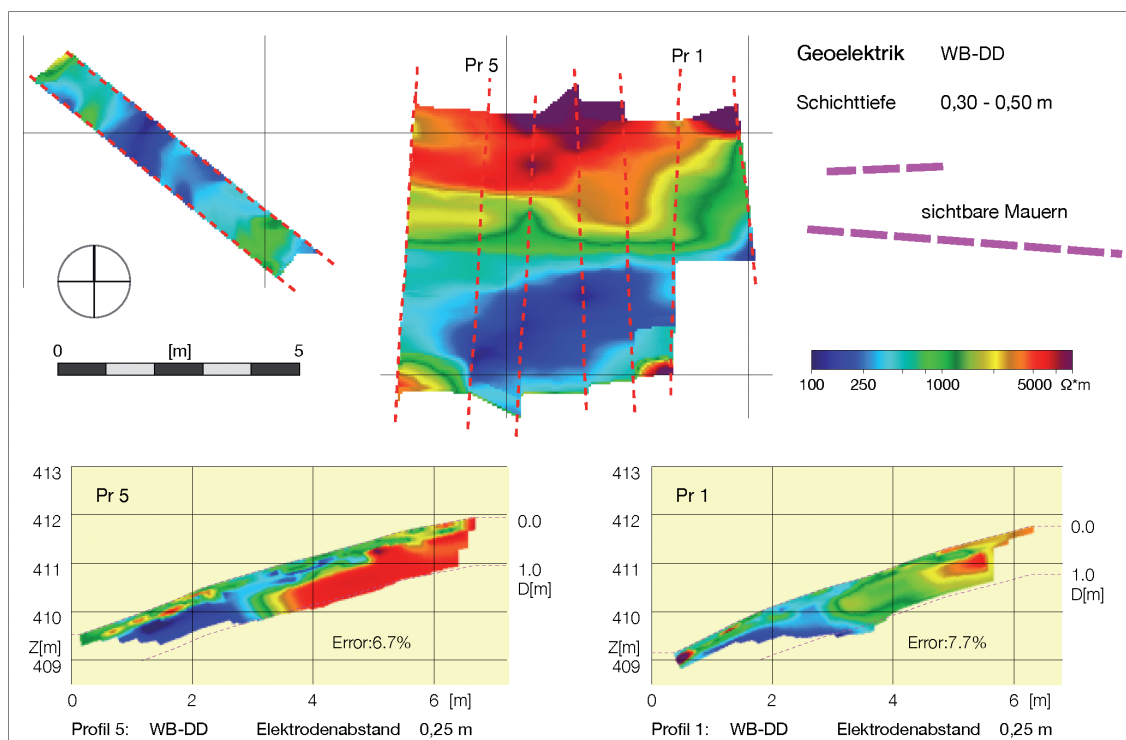 Pr 5
Pr 1
Geoelektrik WB-DD
Schichttiefe 0,30 - 0,50 m
sichtbare Mauern
0 [m] 5
100 250 1000 5000 Ω*m
413
412
411
410
Z[m]
409
Pr 5
0.0
1.0
D[m]
Error:6.7%
0 2 4 6 [m]
Profil 5: WB-DD Elektrodenabstand 0,25 m
413
412
411
410
Z[m]
409
Pr 1
0.0
1.0
D[m]
Error:7.7%
0 2 4 6 [m]
Profil 1: WB-DD Elektrodenabstand 0,25 m